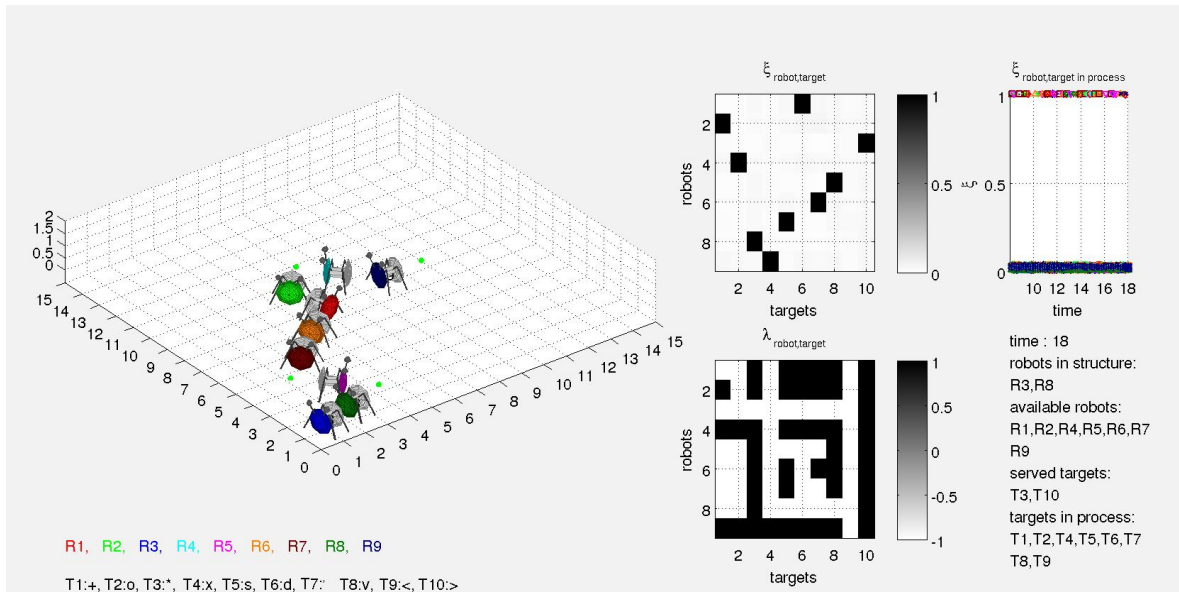 ξ robot,target
ξ robot,target in process
2
1.5
1
0.5
0
15
14
13
12
11
10
9
8
7
6
5
4
3
2
1
0
0
1
2
3
4
5
6
7
8
9
10
11
12
13
14
15
robots
2
4
6
8
2 4 6 8 10
targets
1
0.5
0
ξ
1
0.5
0
10 12 14 16 18
time
λ robot,target
robots
2
4
6
8
2 4 6 8 10
targets
1
0.5
0
-0.5
-1
time : 18
robots in structure:
R3,R8
available robots:
R1,R2,R4,R5,R6,R7
R9
served targets:
T3,T10
targets in process:
T1,T2,T4,T5,T6,T7
T8,T9
R1, R2, R3, R4, R5, R6, R7, R8, R9
T1:+, T2:o, T3:*, T4:x, T5:s, T6:d, T7: T8:v, T9:<, T10:>